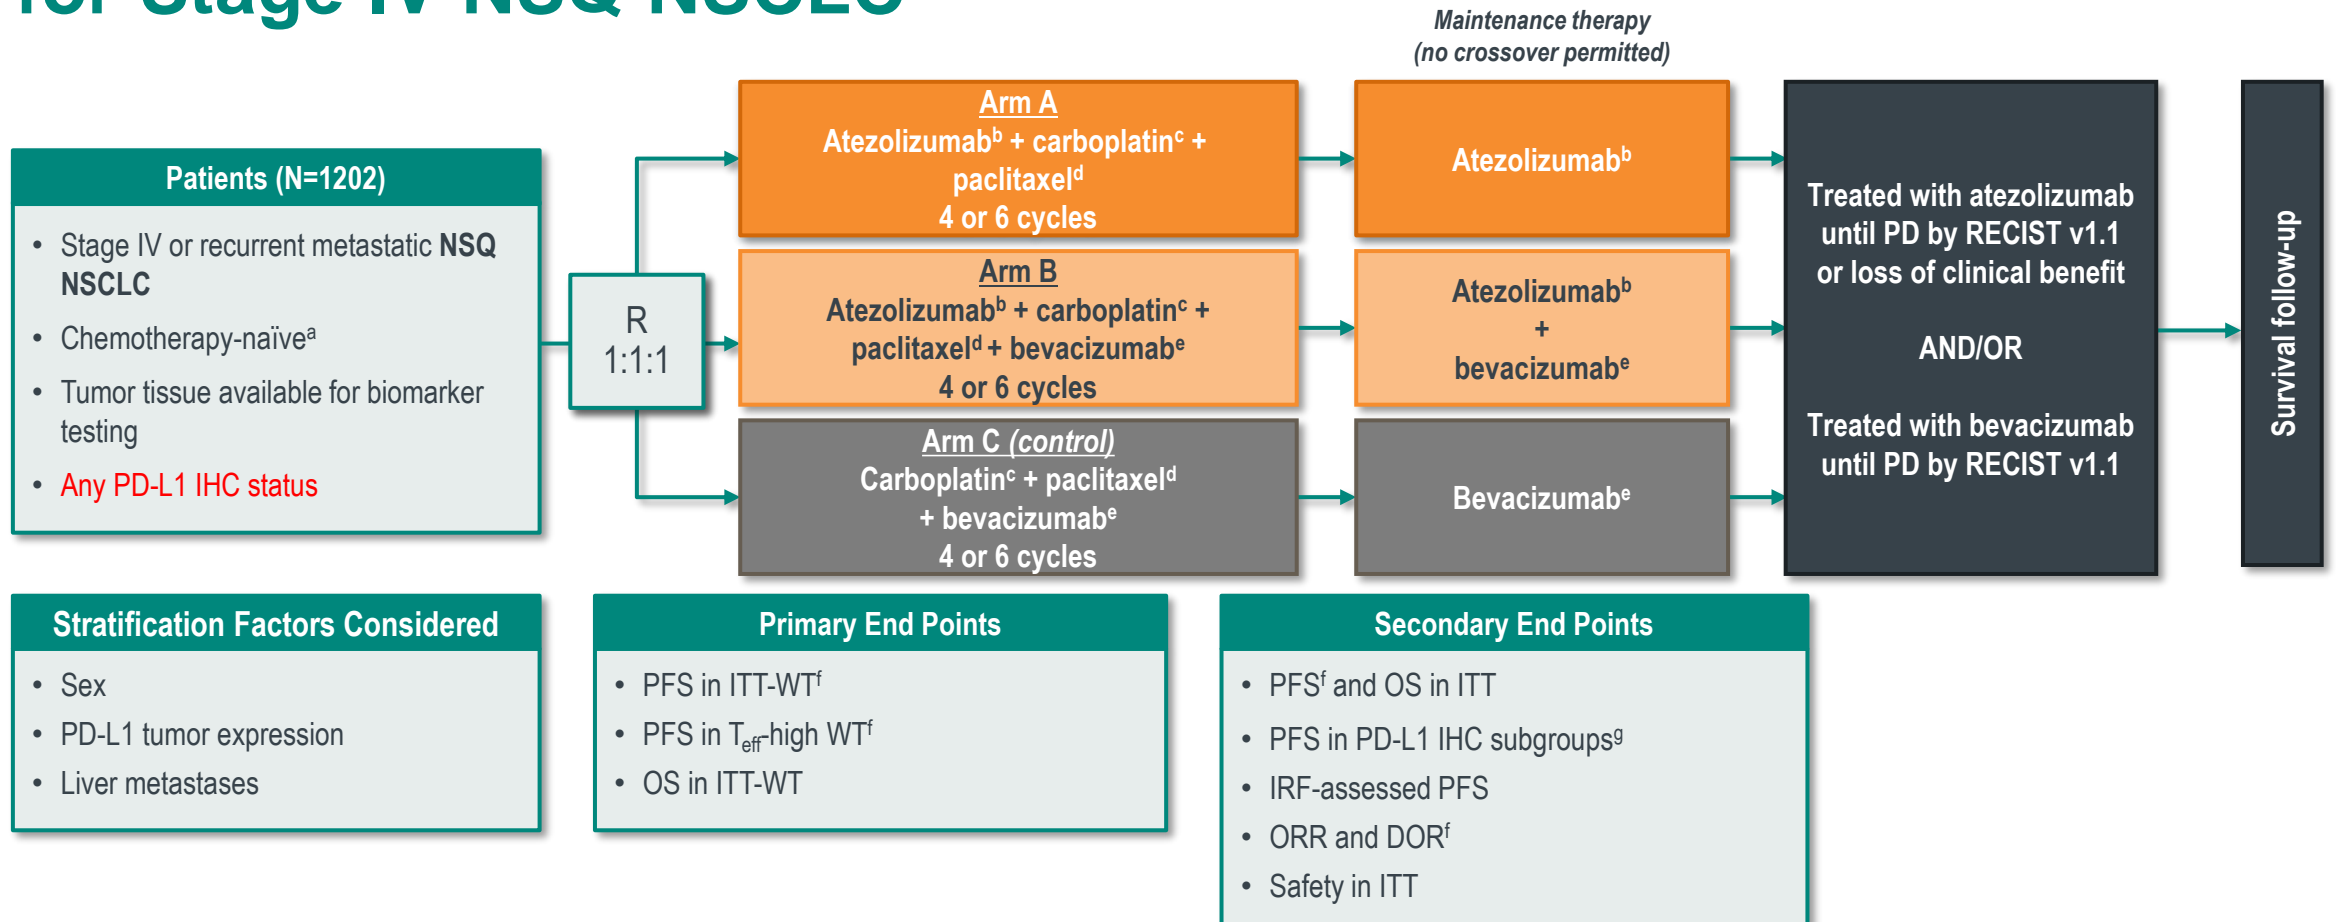 for Stage IV NSQ NSCLC
Maintenance therapy
(no crossover permitted)
Patients (N=1202)
• Stage IV or recurrent metastatic NSQ
NSCLC
• Chemotherapy-naïveᵃ
• Tumor tissue available for biomarker
testing
• Any PD-L1 IHC status
R
1:1:1
Arm A
Atezolizumabᵇ + carboplatinᶜ +
paclitaxelᵈ
4 or 6 cycles
Atezolizumabᵇ
Arm B
Atezolizumabᵇ + carboplatinᶜ +
paclitaxelᵈ + bevacizumabᵉ
4 or 6 cycles
Atezolizumabᵇ
+
bevacizumabᵉ
Arm C (control)
Carboplatinᶜ + paclitaxelᵈ
+ bevacizumabᵉ
4 or 6 cycles
Bevacizumabᵉ
Treated with atezolizumab
until PD by RECIST v1.1
or loss of clinical benefit
AND/OR
Treated with bevacizumab
until PD by RECIST v1.1
Survival follow-up
Stratification Factors Considered
• Sex
• PD-L1 tumor expression
• Liver metastases
Primary End Points
• PFS in ITT-WTᶠ
• PFS in Teff-high WTᶠ
• OS in ITT-WT
Secondary End Points
• PFSᶠ and OS in ITT
• PFS in PD-L1 IHC subgroupsᵍ
• IRF-assessed PFS
• ORR and DORᶠ
• Safety in ITT